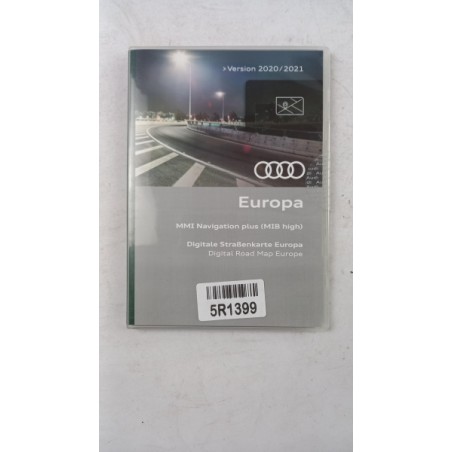 >Version 2020/2021
Europa
MMI Navigation plus (MIB high)
Digitale Straßenkarte Europa
Digital Road Map Europe
5R1399